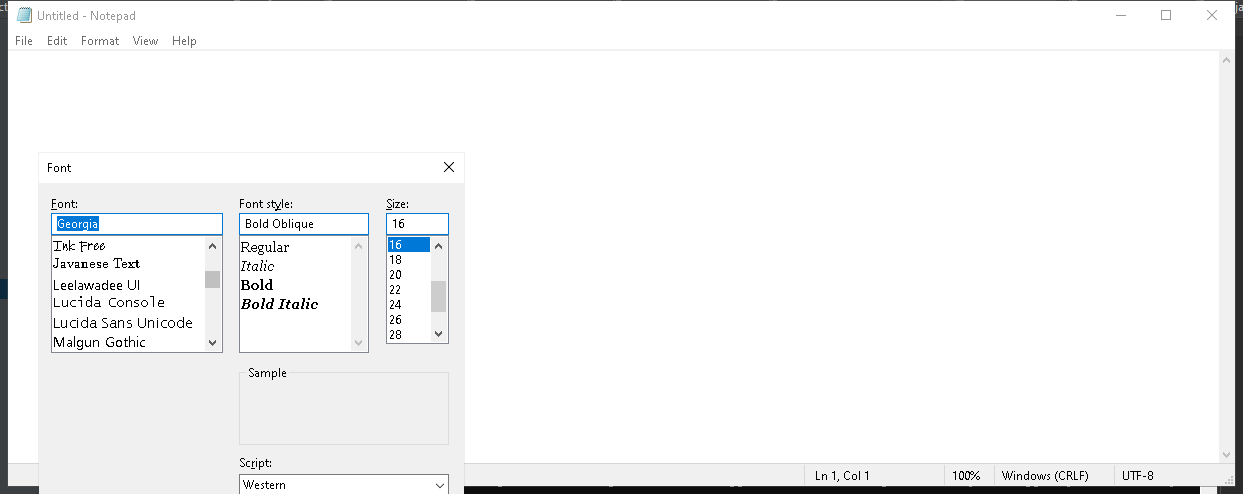 Untitled - Notepad
File Edit Format View Help
Font
Font: Font style: Size:
Georgia Bold Oblique 16
Ink Free Regular 16
Javanese Text Italic 18
Leelawadee UI Bold 20
Lucida Console Bold Italic 22
Lucida Sans Unicode 24
Malgun Gothic 26
28
Sample
Script:
Western
Ln 1, Col 1 100% Windows (CRLF) UTF-8